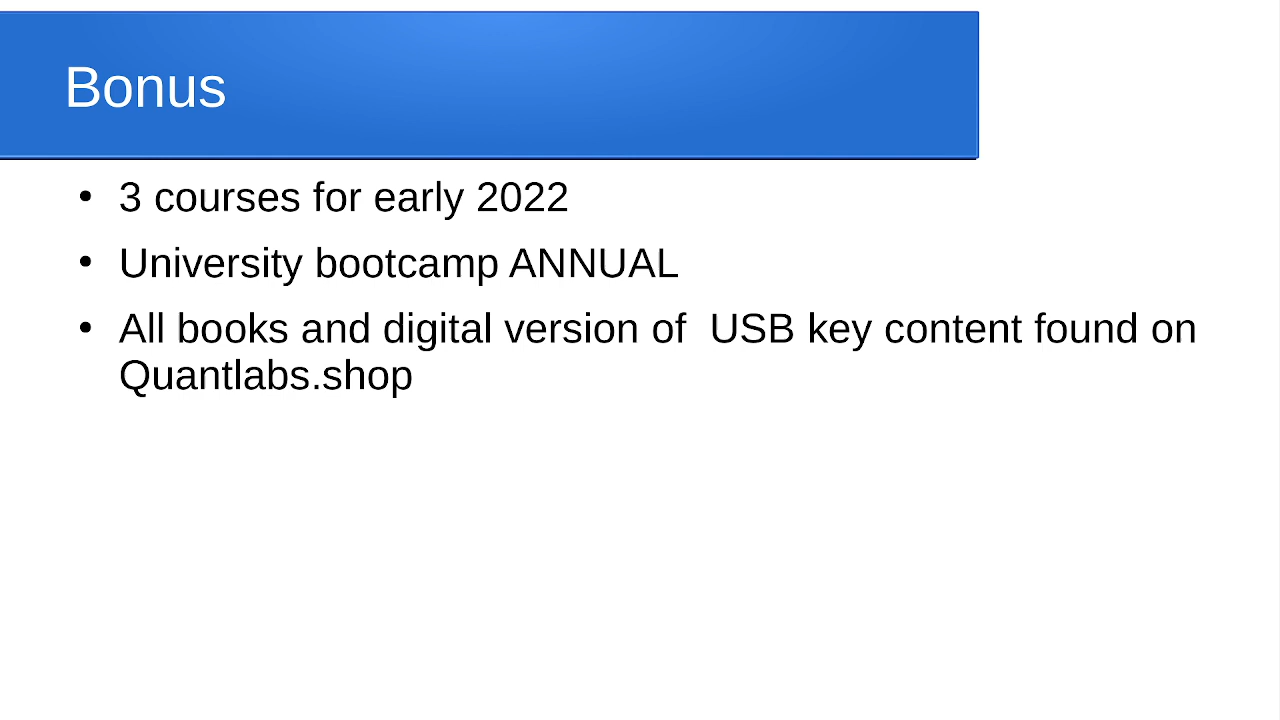 Bonus
• 3 courses for early 2022
• University bootcamp ANNUAL
• All books and digital version of  USB key content found on
Quantlabs.shop